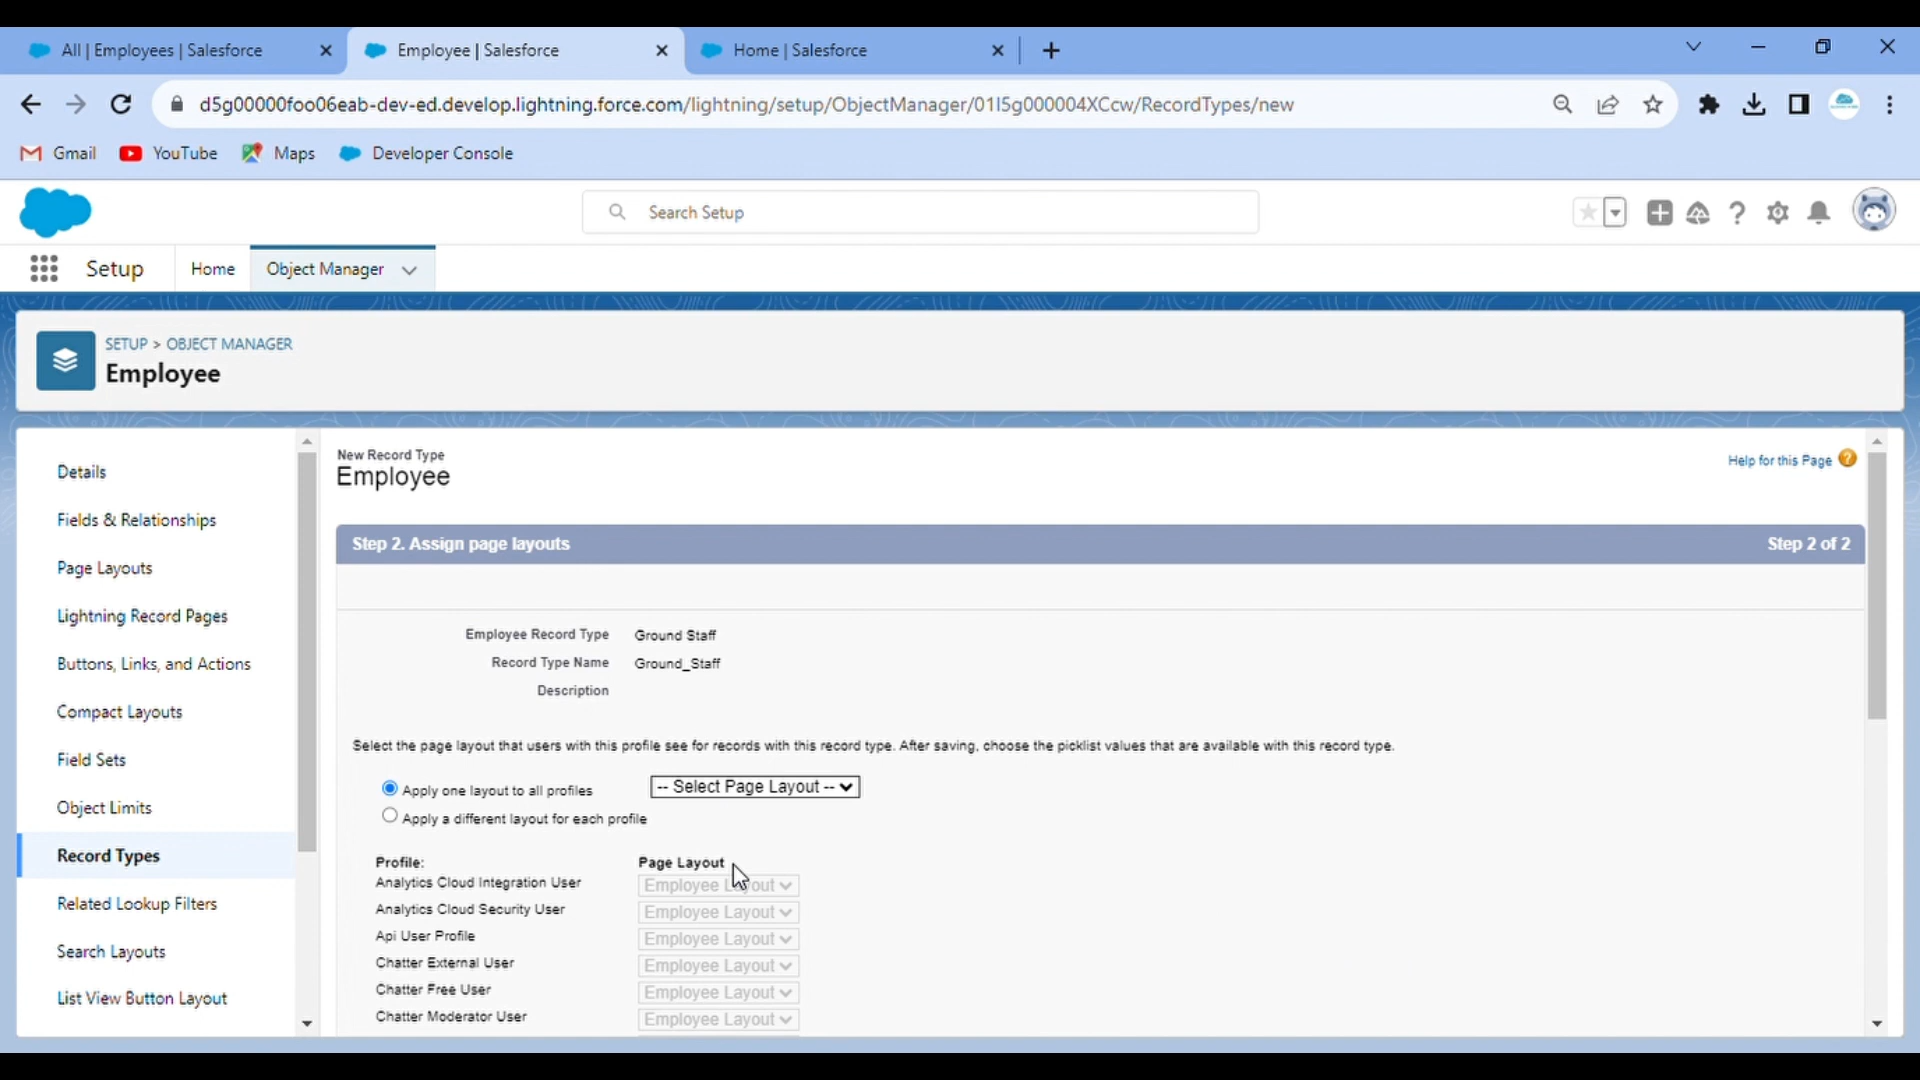 All | Employees | Salesforce
Employee | Salesforce
Home | Salesforce
d5g00000foo06eab-dev-ed.develop.lightning.force.com/lightning/setup/ObjectManager/01I5g000004XCcw/RecordTypes/new
Gmail
YouTube
Maps
Developer Console
Search Setup
Setup
Home
Object Manager
SETUP > OBJECT MANAGER
Employee
Details
Fields & Relationships
Page Layouts
Lightning Record Pages
Buttons, Links, and Actions
Compact Layouts
Field Sets
Object Limits
Record Types
Related Lookup Filters
Search Layouts
List View Button Layout
New Record Type
Employee
Help for this Page
Step 2. Assign page layouts
Step 2 of 2
Employee Record Type Ground Staff
Record Type Name Ground_Staff
Description
Select the page layout that users with this profile see for records with this record type. After saving, choose the picklist values that are available with this record type.
Apply one layout to all profiles
-- Select Page Layout --
Apply a different layout for each profile
Profile: Page Layout
Analytics Cloud Integration User Employee Layout
Analytics Cloud Security User Employee Layout
Api User Profile Employee Layout
Chatter External User Employee Layout
Chatter Free User Employee Layout
Chatter Moderator User Employee Layout